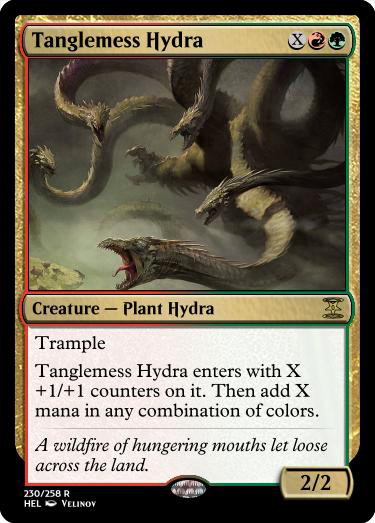 Tanglemess Hydra X
Creature — Plant Hydra
Trample
Tanglemess Hydra enters with X
+1/+1 counters on it. Then add X
mana in any combination of colors.
A wildfire of hungering mouths let loose
across the land.
2/2
230/258 R
HEL VELINOV